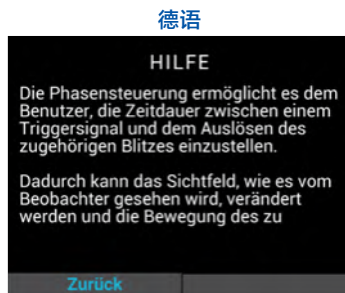 德语
HILFE
Die Phasensteuerung ermöglicht es dem
Benutzer, die Zeitdauer zwischen einem
Triggersignal und dem Auslösen des
zugehörigen Blitzes einzustellen.
Dadurch kann das Sichtfeld, wie es vom
Beobachter gesehen wird, verändert
werden und die Bewegung des zu
Zurück